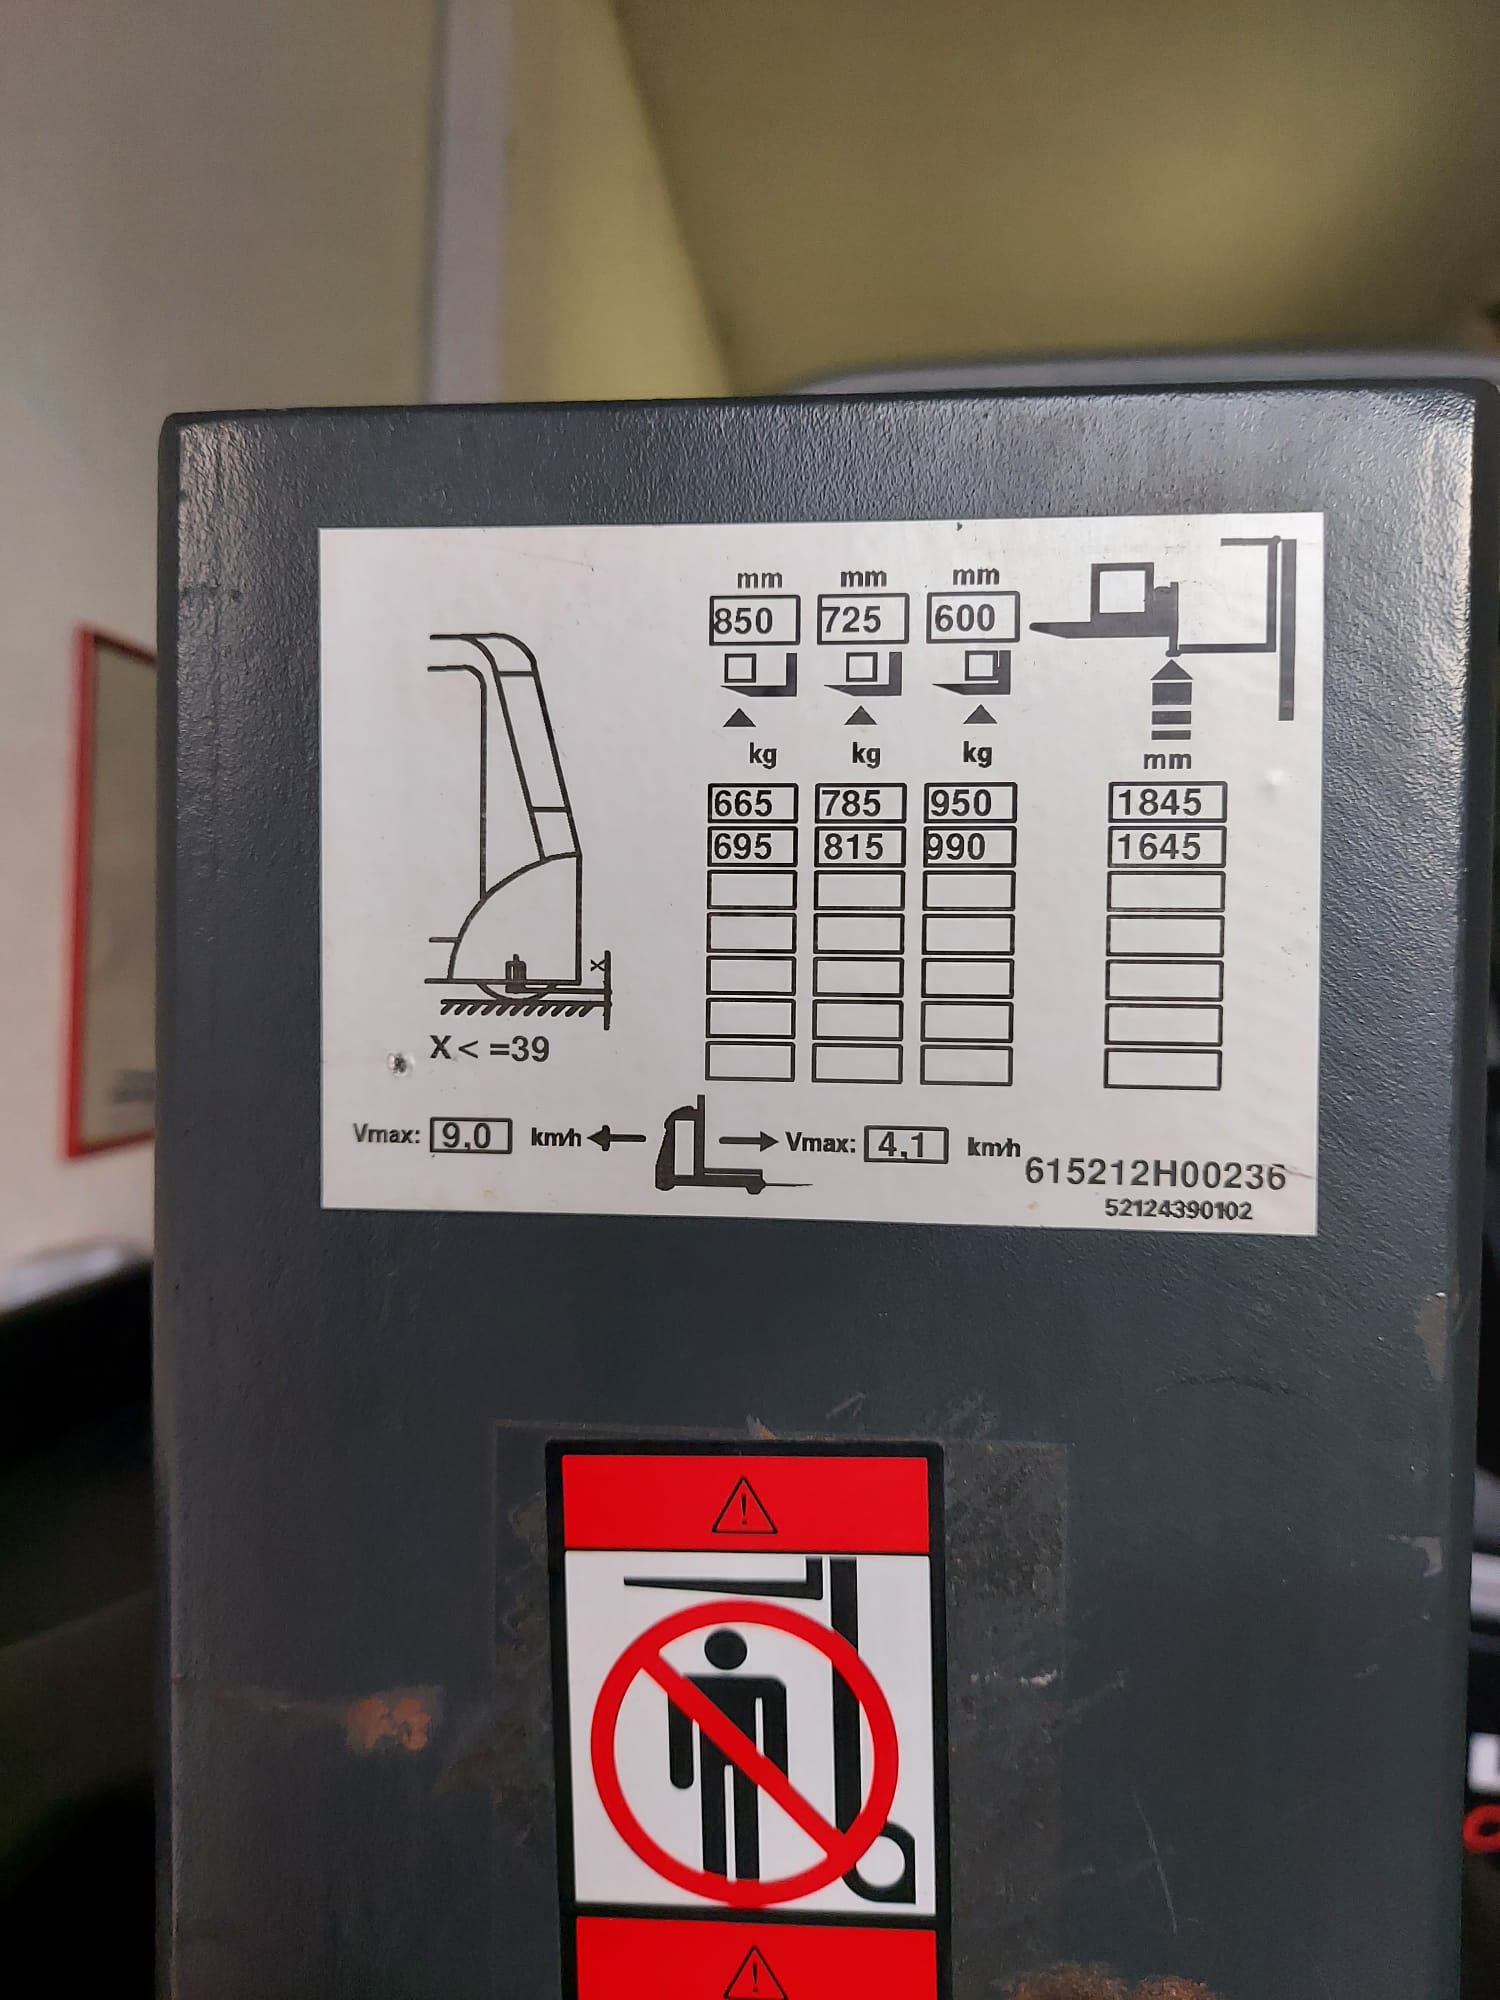 mm mm mm
850 725 600
kg kg kg mm
665 785 950 1845
695 815 990 1645
X
X < =39
Vmax: 9,0 km/h Vmax: 4,1 km/h
615212H00236
52124390102
!
!